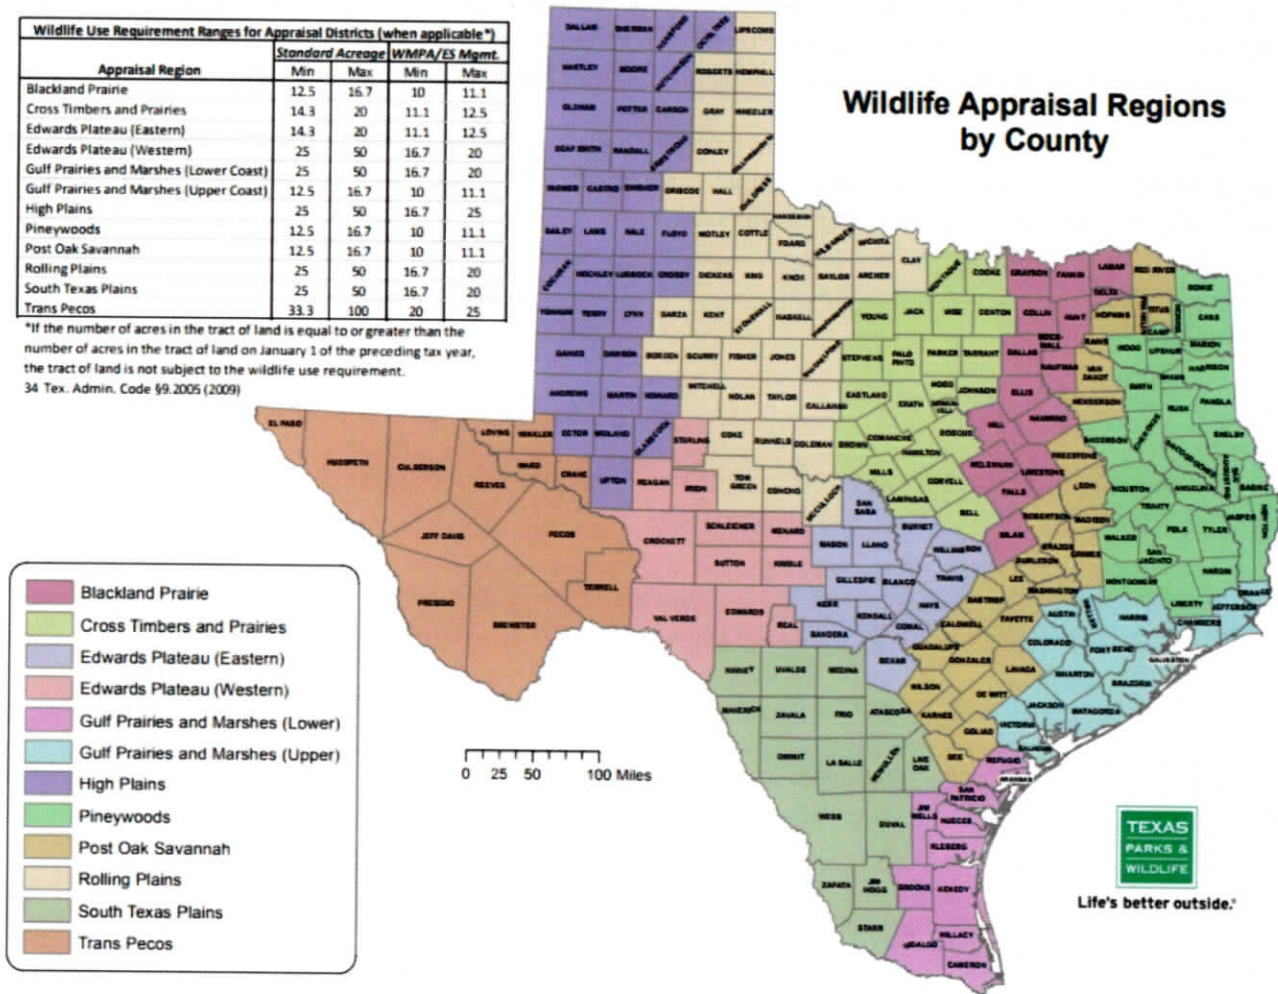 Wildlife Use Requirement Ranges for Appraisal Districts (when applicable*)
Standard Acreage WMPA/ES Mgmt.
Appraisal Region Min Max Min Max
Blackland Prairie 12.5 16.7 10 11.1
Cross Timbers and Prairies 14.3 20 11.1 12.5
Edwards Plateau (Eastern) 14.3 20 11.1 12.5
Edwards Plateau (Western) 25 50 16.7 20
Gulf Prairies and Marshes (Lower Coast) 25 50 16.7 20
Gulf Prairies and Marshes (Upper Coast) 12.5 16.7 10 11.1
High Plains 25 50 16.7 25
Pineywoods 12.5 16.7 10 11.1
Post Oak Savannah 12.5 16.7 10 11.1
Rolling Plains 25 50 16.7 20
South Texas Plains 25 50 16.7 20
Trans Pecos 33.3 100 20 25
*If the number of acres in the tract of land is equal to or greater than the
number of acres in the tract of land on January 1 of the preceding tax year,
the tract of land is not subject to the wildlife use requirement.
34 Tex. Admin. Code §9.2005 (2009)
Wildlife Appraisal Regions
by County
DALLAM SHERMAN HANSFORD OCHILTREE LIPSCOMB
HARTLEY MOORE HUTCHINSON ROBERTS HEMPHILL
OLDHAM POTTER CARSON GRAY WHEELER
DEAF SMITH RANDALL ARMSTRONG DONLEY COLLINGSWORTH
PARMER CASTRO SWISHER BRISCOE HALL CHILDRESS
HARDEMAN
BAILEY LAMB HALE FLOYD MOTLEY COTTLE FOARD WILBARGER WICHITA
CLAY MONTAGUE COOKE GRAYSON FANNIN LAMAR RED RIVER BOWIE
COCHRAN HOCKLEY LUBBOCK CROSBY DICKENS KING KNOX BAYLOR ARCHER
DELTA
YOAKUM TERRY LYNN GARZA KENT STONEWALL HASKELL THROCKMORTON YOUNG JACK WISE DENTON COLLIN HUNT HOPKINS TITUS CASS
GAINES DAWSON BORDEN SCURRY FISHER JONES SHACKELFORD STEPHENS PALO PINTO PARKER TARRANT DALLAS ROCKWALL KAUFMAN RAINS WOOD UPSHUR MARION
VAN ZANDT SMITH HARRISON
ANDREWS MARTIN HOWARD MITCHELL NOLAN TAYLOR CALLAHAN EASTLAND ERATH HOOD JOHNSON ELLIS HENDERSON RUSK PANOLA
EL PASO HUDSPETH CULBERSON REEVES LOVING WINKLER WARD CRANE
ECTOR MIDLAND GLASSCOCK STERLING COKE RUNNELS COLEMAN BROWN COMANCHE HAMILTON BOSQUE HILL NAVARRO ANDERSON CHEROKEE SHELBY
UPTON REAGAN IRION TOM GREEN CONCHO MCCULLOCH MILLS LAMPASAS CORYELL MCLENNAN LIMESTONE FREESTONE NACOGDOCHES SAN AUGUSTINE SABINE
SAN SABA BURNET BELL FALLS LEON HOUSTON ANGELINA TRINITY
JEFF DAVIS PECOS CROCKETT SCHLEICHER MENARD MASON LLANO WILLIAMSON MILAM ROBERTSON MADISON WALKER POLK TYLER JASPER NEWTON
TERRELL SUTTON KIMBLE GILLESPIE BLANCO TRAVIS BURLESON BRAZOS GRIMES SAN JACINTO HARDIN
PRESIDIO BREWSTER VAL VERDE EDWARDS REAL KERR KENDALL HAYS BASTROP LEE WASHINGTON MONTGOMERY LIBERTY ORANGE
BANDERA COMAL CALDWELL FAYETTE AUSTIN HARRIS CHAMBERS JEFFERSON
KINNEY UVALDE MEDINA BEXAR GUADALUPE GONZALES LAVACA COLORADO FORT BEND GALVESTON
WILSON DE WITT WHARTON BRAZORIA
MAVERICK ZAVALA FRIO ATASCOSA KARNES GOLIAD VICTORIA JACKSON MATAGORDA
DIMMIT LA SALLE MCMULLEN LIVE OAK BEE REFUGIO CALHOUN
ARANSAS
WEBB DUVAL JIM WELLS SAN PATRICIO NUECES
KLEBERG
ZAPATA JIM HOGG BROOKS KENEDY
STARR HIDALGO WILLACY
CAMERON
Blackland Prairie
Cross Timbers and Prairies
Edwards Plateau (Eastern)
Edwards Plateau (Western)
Gulf Prairies and Marshes (Lower)
Gulf Prairies and Marshes (Upper)
High Plains
Pineywoods
Post Oak Savannah
Rolling Plains
South Texas Plains
Trans Pecos
0 25 50 100 Miles
TEXAS
PARKS &
WILDLIFE
Life's better outside.®